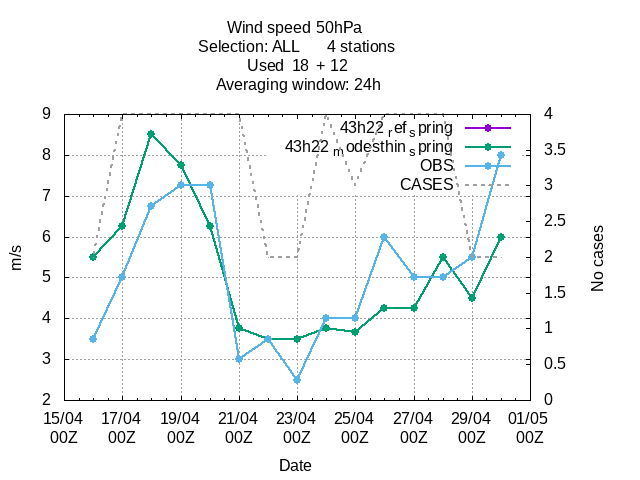 Wind speed 50hPa
Selection: ALL 4 stations
Used 18 + 12
Averaging window: 24h
9 4
43h22 ref spring
43h22 modesthin spring
8 3.5
OBS
CASES
7 3
6 2.5
5 2
4 1.5
3 1
2 0.5
0
m/s
No cases
15/04 17/04 19/04 21/04 23/04 25/04 27/04 29/04 01/05
00Z 00Z 00Z 00Z 00Z 00Z 00Z 00Z 00Z
Date